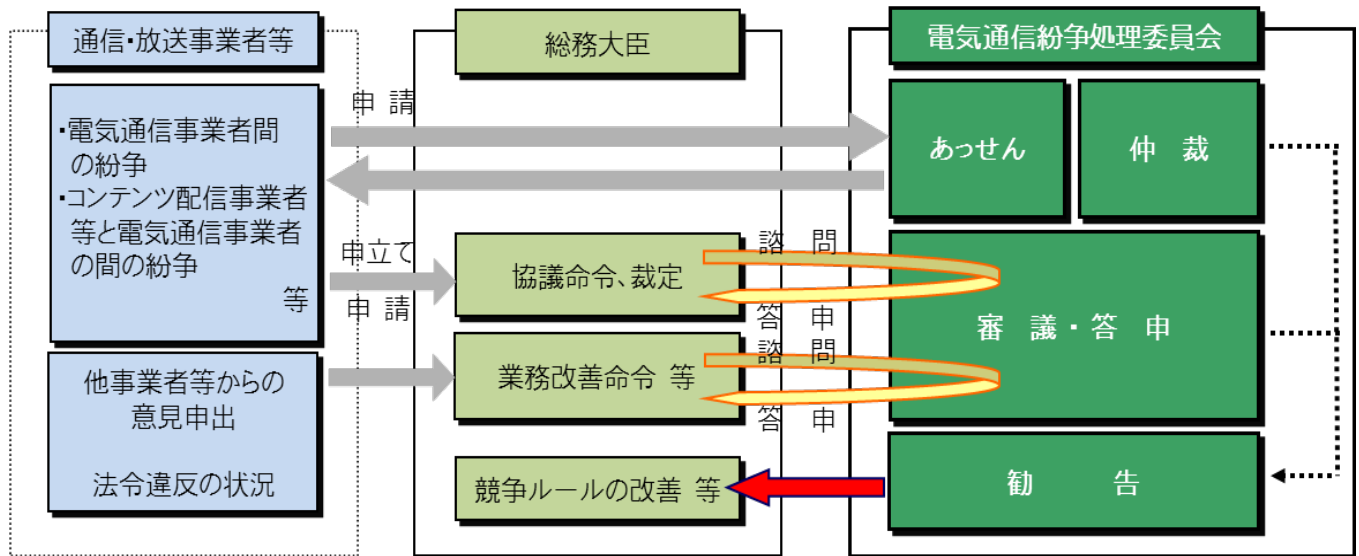 通信・放送事業者等
・電気通信事業者間
の紛争
・コンテンツ配信事業者
等と電気通信事業者
の間の紛争
等
他事業者等からの
意見申出
法令違反の状況
申 請
申立て
申 請
総務大臣
協議命令、裁定
業務改善命令 等
競争ルールの改善 等
諮 問
答 申
諮 問
答 申
電気通信紛争処理委員会
あっせん
仲 裁
審 議・答 申
勧 告